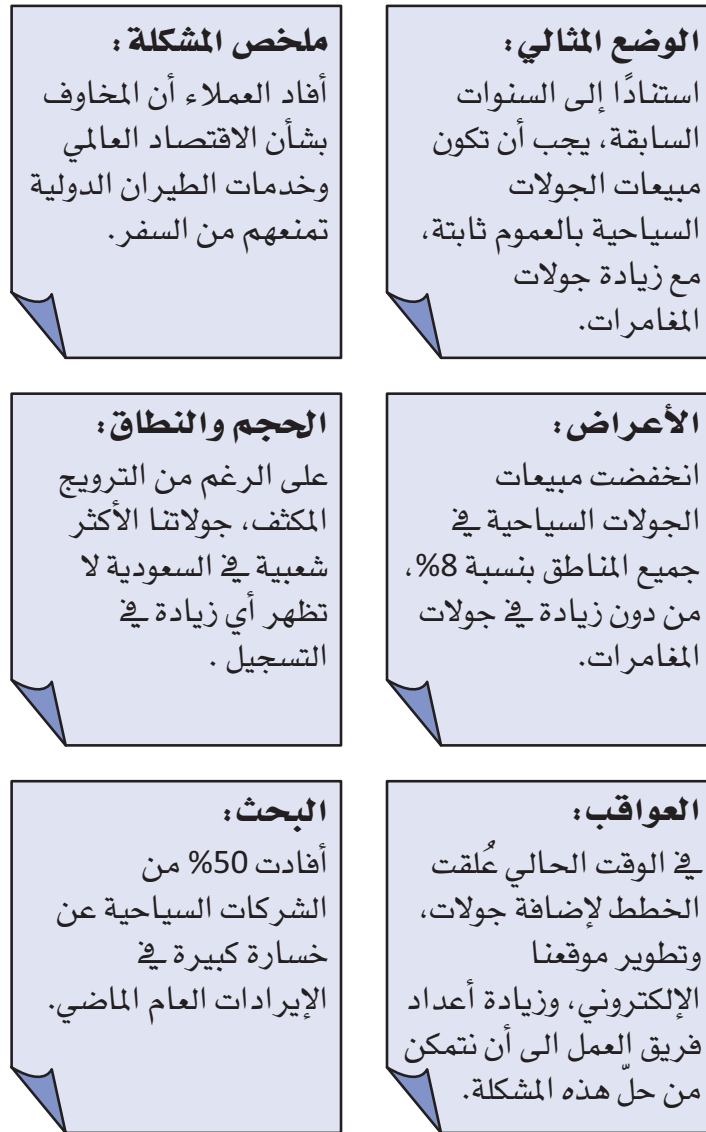 الوضع المثالي:
استنادًا إلى السنوات
السابقة، يجب أن تكون
مبيعات الجولات
السياحية بالعموم ثابتة،
مع زيادة جولات
المغامرات.
ملخص المشكلة:
أفاد العملاء أن المخاوف
بشأن الاقتصاد العالمي
وخدمات الطيران الدولية
تمنعهم من السفر.
الأعراض:
انخفضت مبيعات
الجولات السياحية في
جميع المناطق بنسبة 8%،
من دون زيادة في جولات
المغامرات.
الحجم والنطاق:
على الرغم من الترويج
المكثف، جولاتنا الأكثر
شعبية في السعودية لا
تظهر أي زيادة في
التسجيل .
العواقب:
في الوقت الحالي عُلقت
الخطط لإضافة جولات،
وتطوير موقعنا
الإلكتروني، وزيادة أعداد
فريق العمل الى أن نتمكن
من حلّ هذه المشكلة.
البحث:
أفادت 50% من
الشركات السياحية عن
خسارة كبيرة في
الإيرادات العام الماضي.